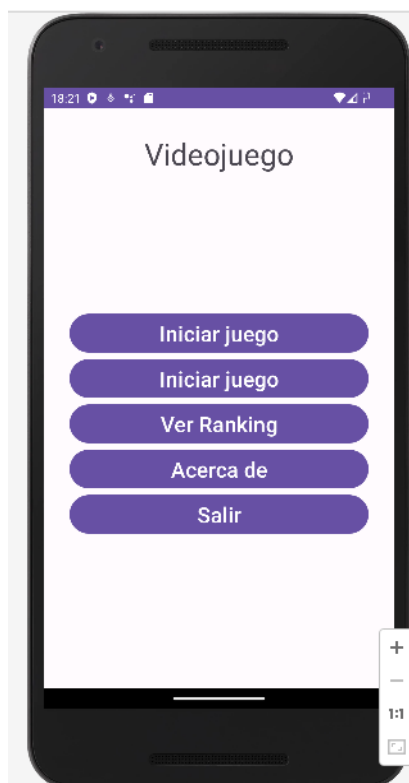 18:21
Videojuego
Iniciar juego
Iniciar juego
Ver Ranking
Acerca de
Salir
1:1